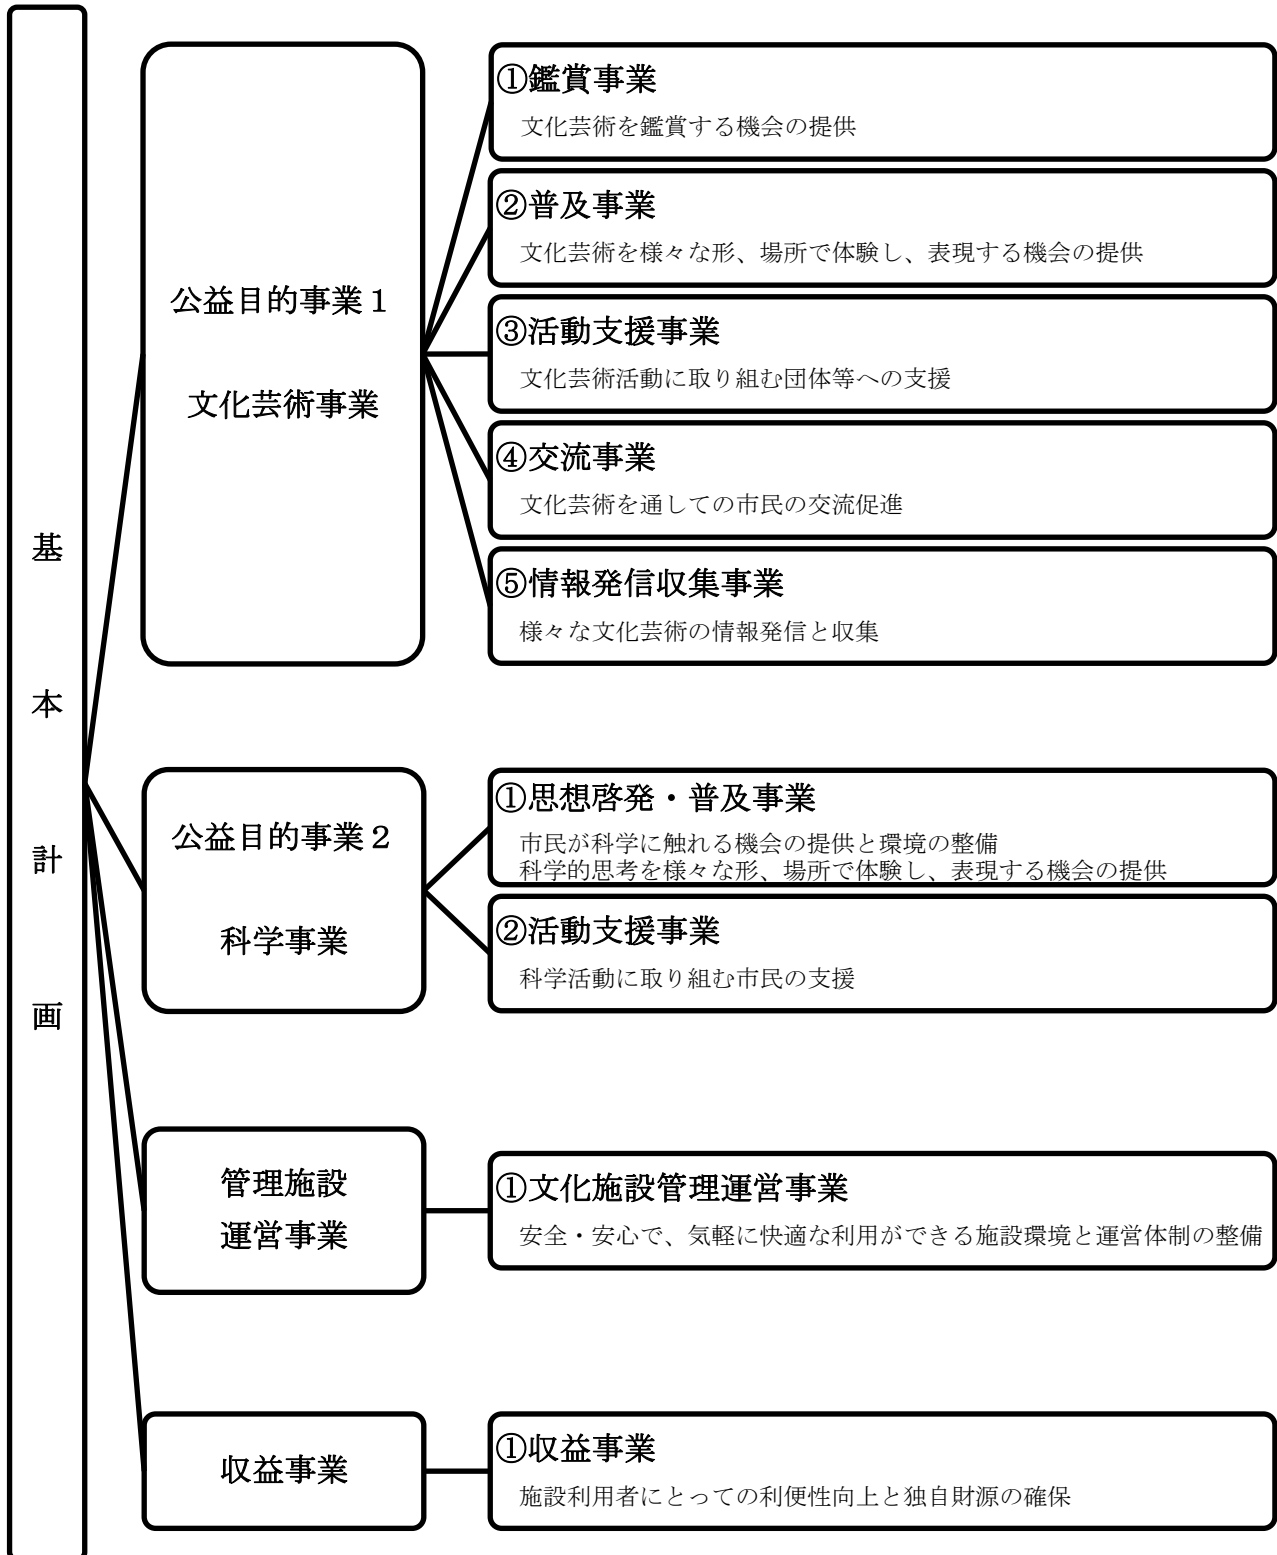 基本計画
公益目的事業１
文化芸術事業
①鑑賞事業
文化芸術を鑑賞する機会の提供
②普及事業
文化芸術を様々な形、場所で体験し、表現する機会の提供
③活動支援事業
文化芸術活動に取り組む団体等への支援
④交流事業
文化芸術を通しての市民の交流促進
⑤情報発信収集事業
様々な文化芸術の情報発信と収集
公益目的事業２
科学事業
①思想啓発・普及事業
市民が科学に触れる機会の提供と環境の整備
科学的思考を様々な形、場所で体験し、表現する機会の提供
②活動支援事業
科学活動に取り組む市民の支援
管理施設
運営事業
①文化施設管理運営事業
安全・安心で、気軽に快適な利用ができる施設環境と運営体制の整備
収益事業
①収益事業
施設利用者にとっての利便性向上と独自財源の確保